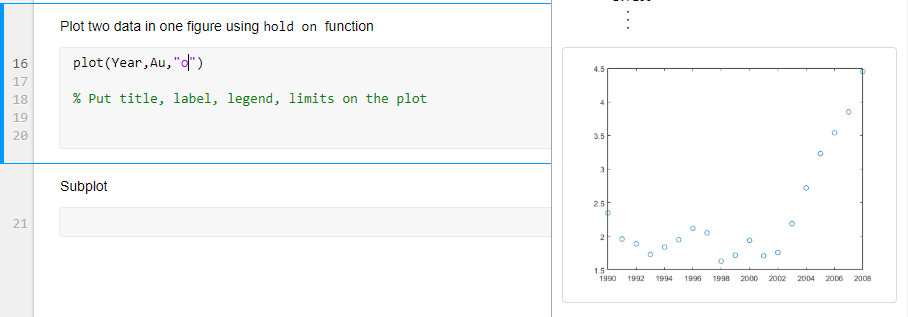 Plot two data in one figure using hold on function
16 plot(Year,Au,"o")
17
18 % Put title, label, legend, limits on the plot
19
20
Subplot
21
4.5
4
3.5
3
2.5
2
1.5
1990 1992 1994 1996 1998 2000 2002 2004 2006 2008